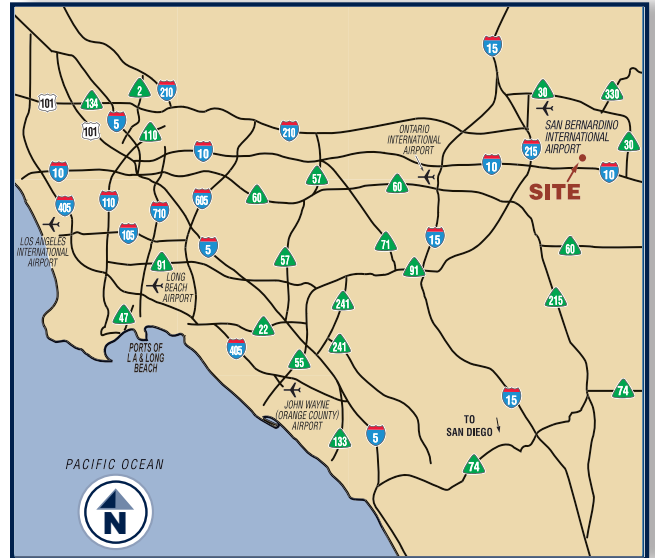 15
2
210
30
330
101
134
5
101
110
210
ONTARIO
INTERNATIONAL
AIRPORT
SAN BERNARDINO
INTERNATIONAL
AIRPORT
215
30
10
10
10
10
SITE
57
60
60
405
110
710
605
LOS ANGELES
INTERNATIONAL
AIRPORT
105
5
71
15
60
91
57
91
LONG
BEACH
AIRPORT
241
215
47
22
PORTS OF
L A & LONG
BEACH
405
241
55
74
15
JOHN WAYNE
(ORANGE COUNTY)
AIRPORT
TO
SAN DIEGO
133
5
74
PACIFIC OCEAN
N